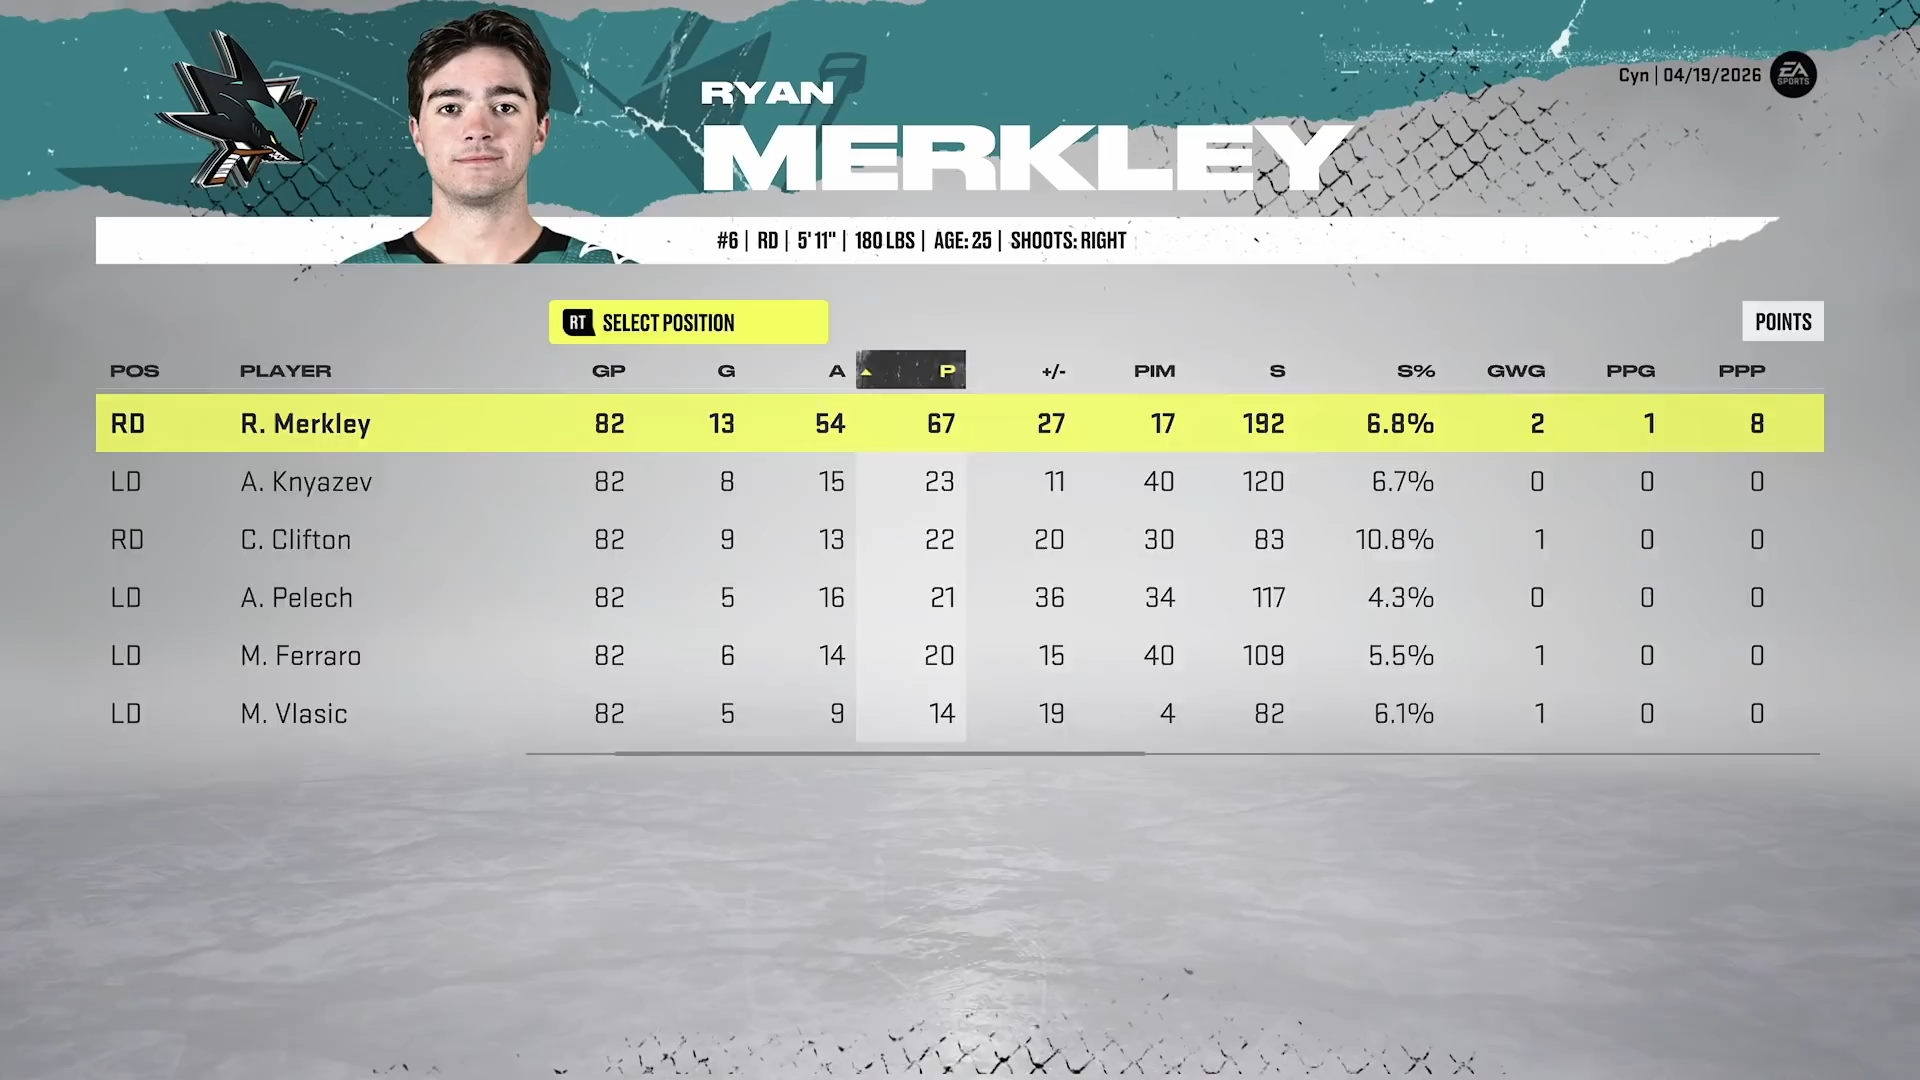 RYAN
MERKLEY
Cyn | 04/19/2026
EA SPORTS
#6 | RD | 5'11" | 180 LBS | AGE: 25 | SHOOTS: RIGHT
RT SELECT POSITION
POINTS
POS PLAYER GP G A P +/- PIM S S% GWG PPG PPP
RD R. Merkley 82 13 54 67 27 17 192 6.8% 2 1 8
LD A. Knyazev 82 8 15 23 11 40 120 6.7% 0 0 0
RD C. Clifton 82 9 13 22 20 30 83 10.8% 1 0 0
LD A. Pelech 82 5 16 21 36 34 117 4.3% 0 0 0
LD M. Ferraro 82 6 14 20 15 40 109 5.5% 1 0 0
LD M. Vlasic 82 5 9 14 19 4 82 6.1% 1 0 0